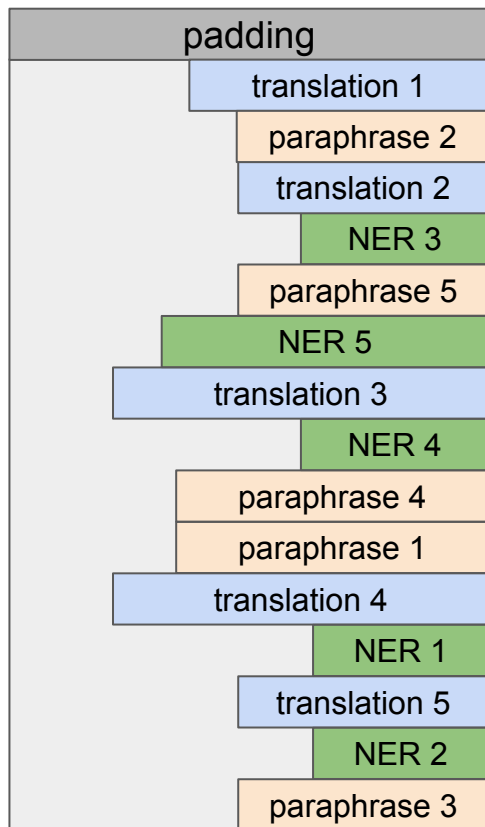 padding
translation 1
paraphrase 2
translation 2
NER 3
paraphrase 5
NER 5
translation 3
NER 4
paraphrase 4
paraphrase 1
translation 4
NER 1
translation 5
NER 2
paraphrase 3